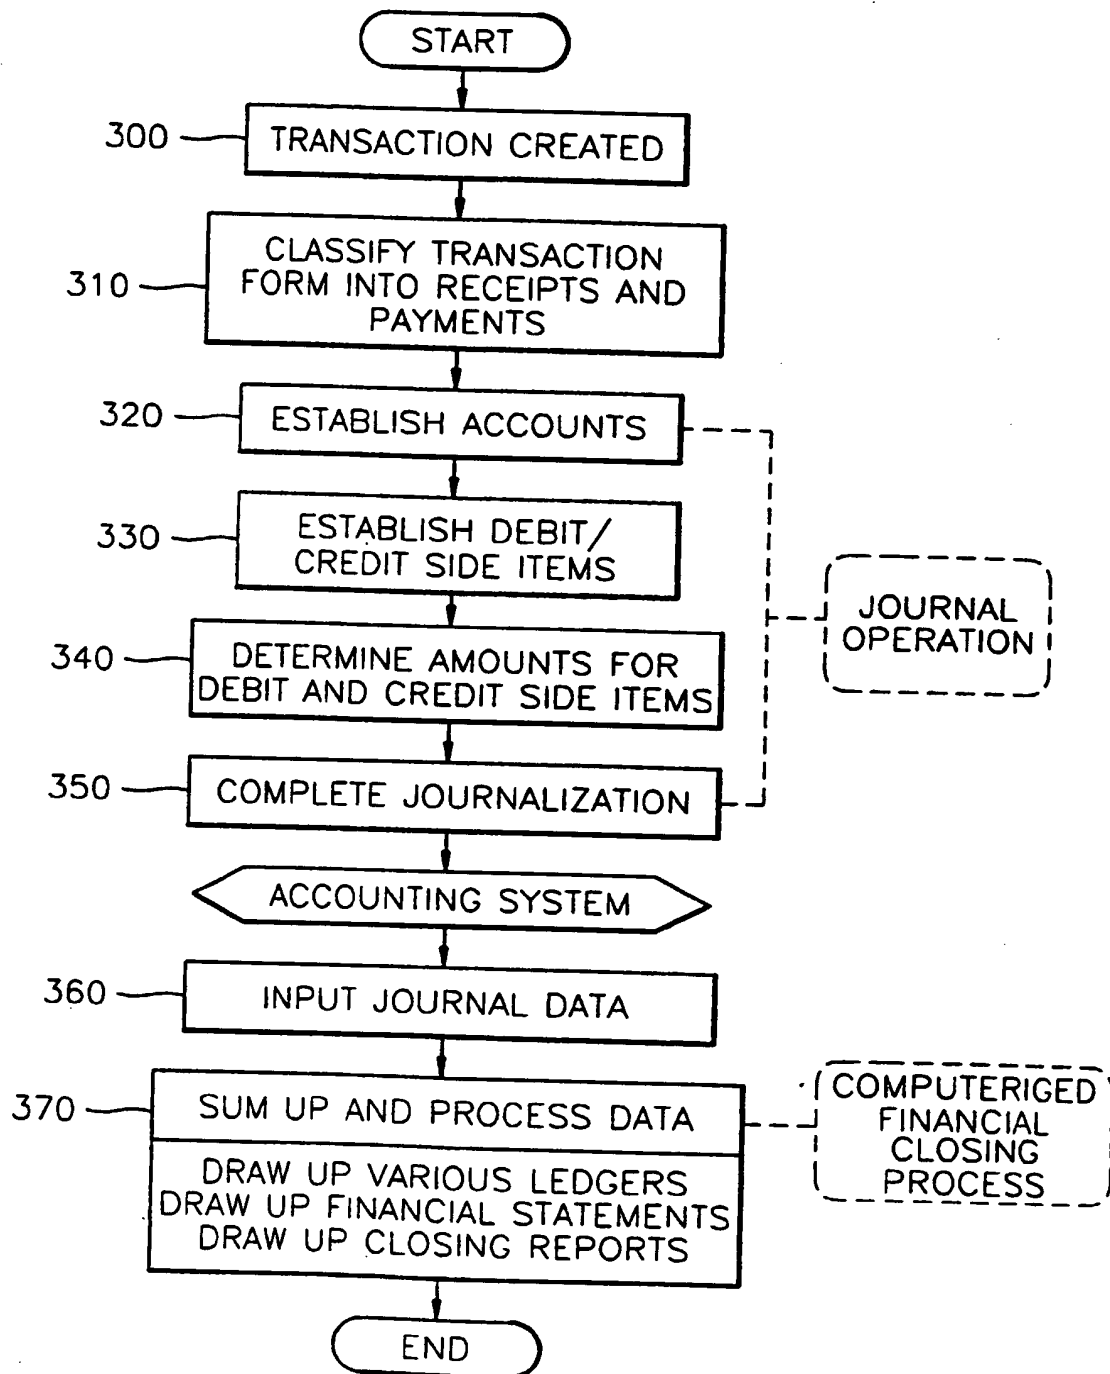 START
300
TRANSACTION CREATED
310
CLASSIFY TRANSACTION
FORM INTO RECEIPTS AND
PAYMENTS
320
ESTABLISH ACCOUNTS
330
ESTABLISH DEBIT/
CREDIT SIDE ITEMS
JOURNAL
OPERATION
340
DETERMINE AMOUNTS FOR
DEBIT AND CREDIT SIDE ITEMS
350
COMPLETE JOURNALIZATION
ACCOUNTING SYSTEM
360
INPUT JOURNAL DATA
370
SUM UP AND PROCESS DATA
COMPUTERIGED
FINANCIAL
CLOSING
PROCESS
DRAW UP VARIOUS LEDGERS
DRAW UP FINANCIAL STATEMENTS
DRAW UP CLOSING REPORTS
END